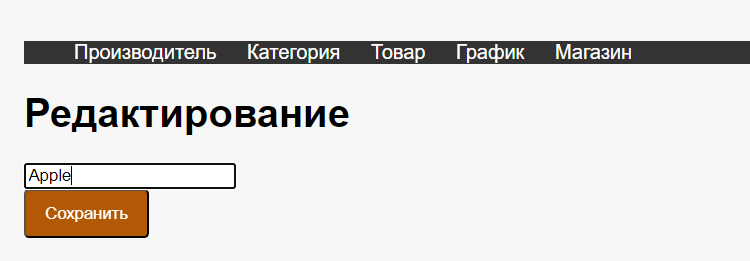 Производитель Категория Товар График Магазин
Редактирование
Apple
Сохранить